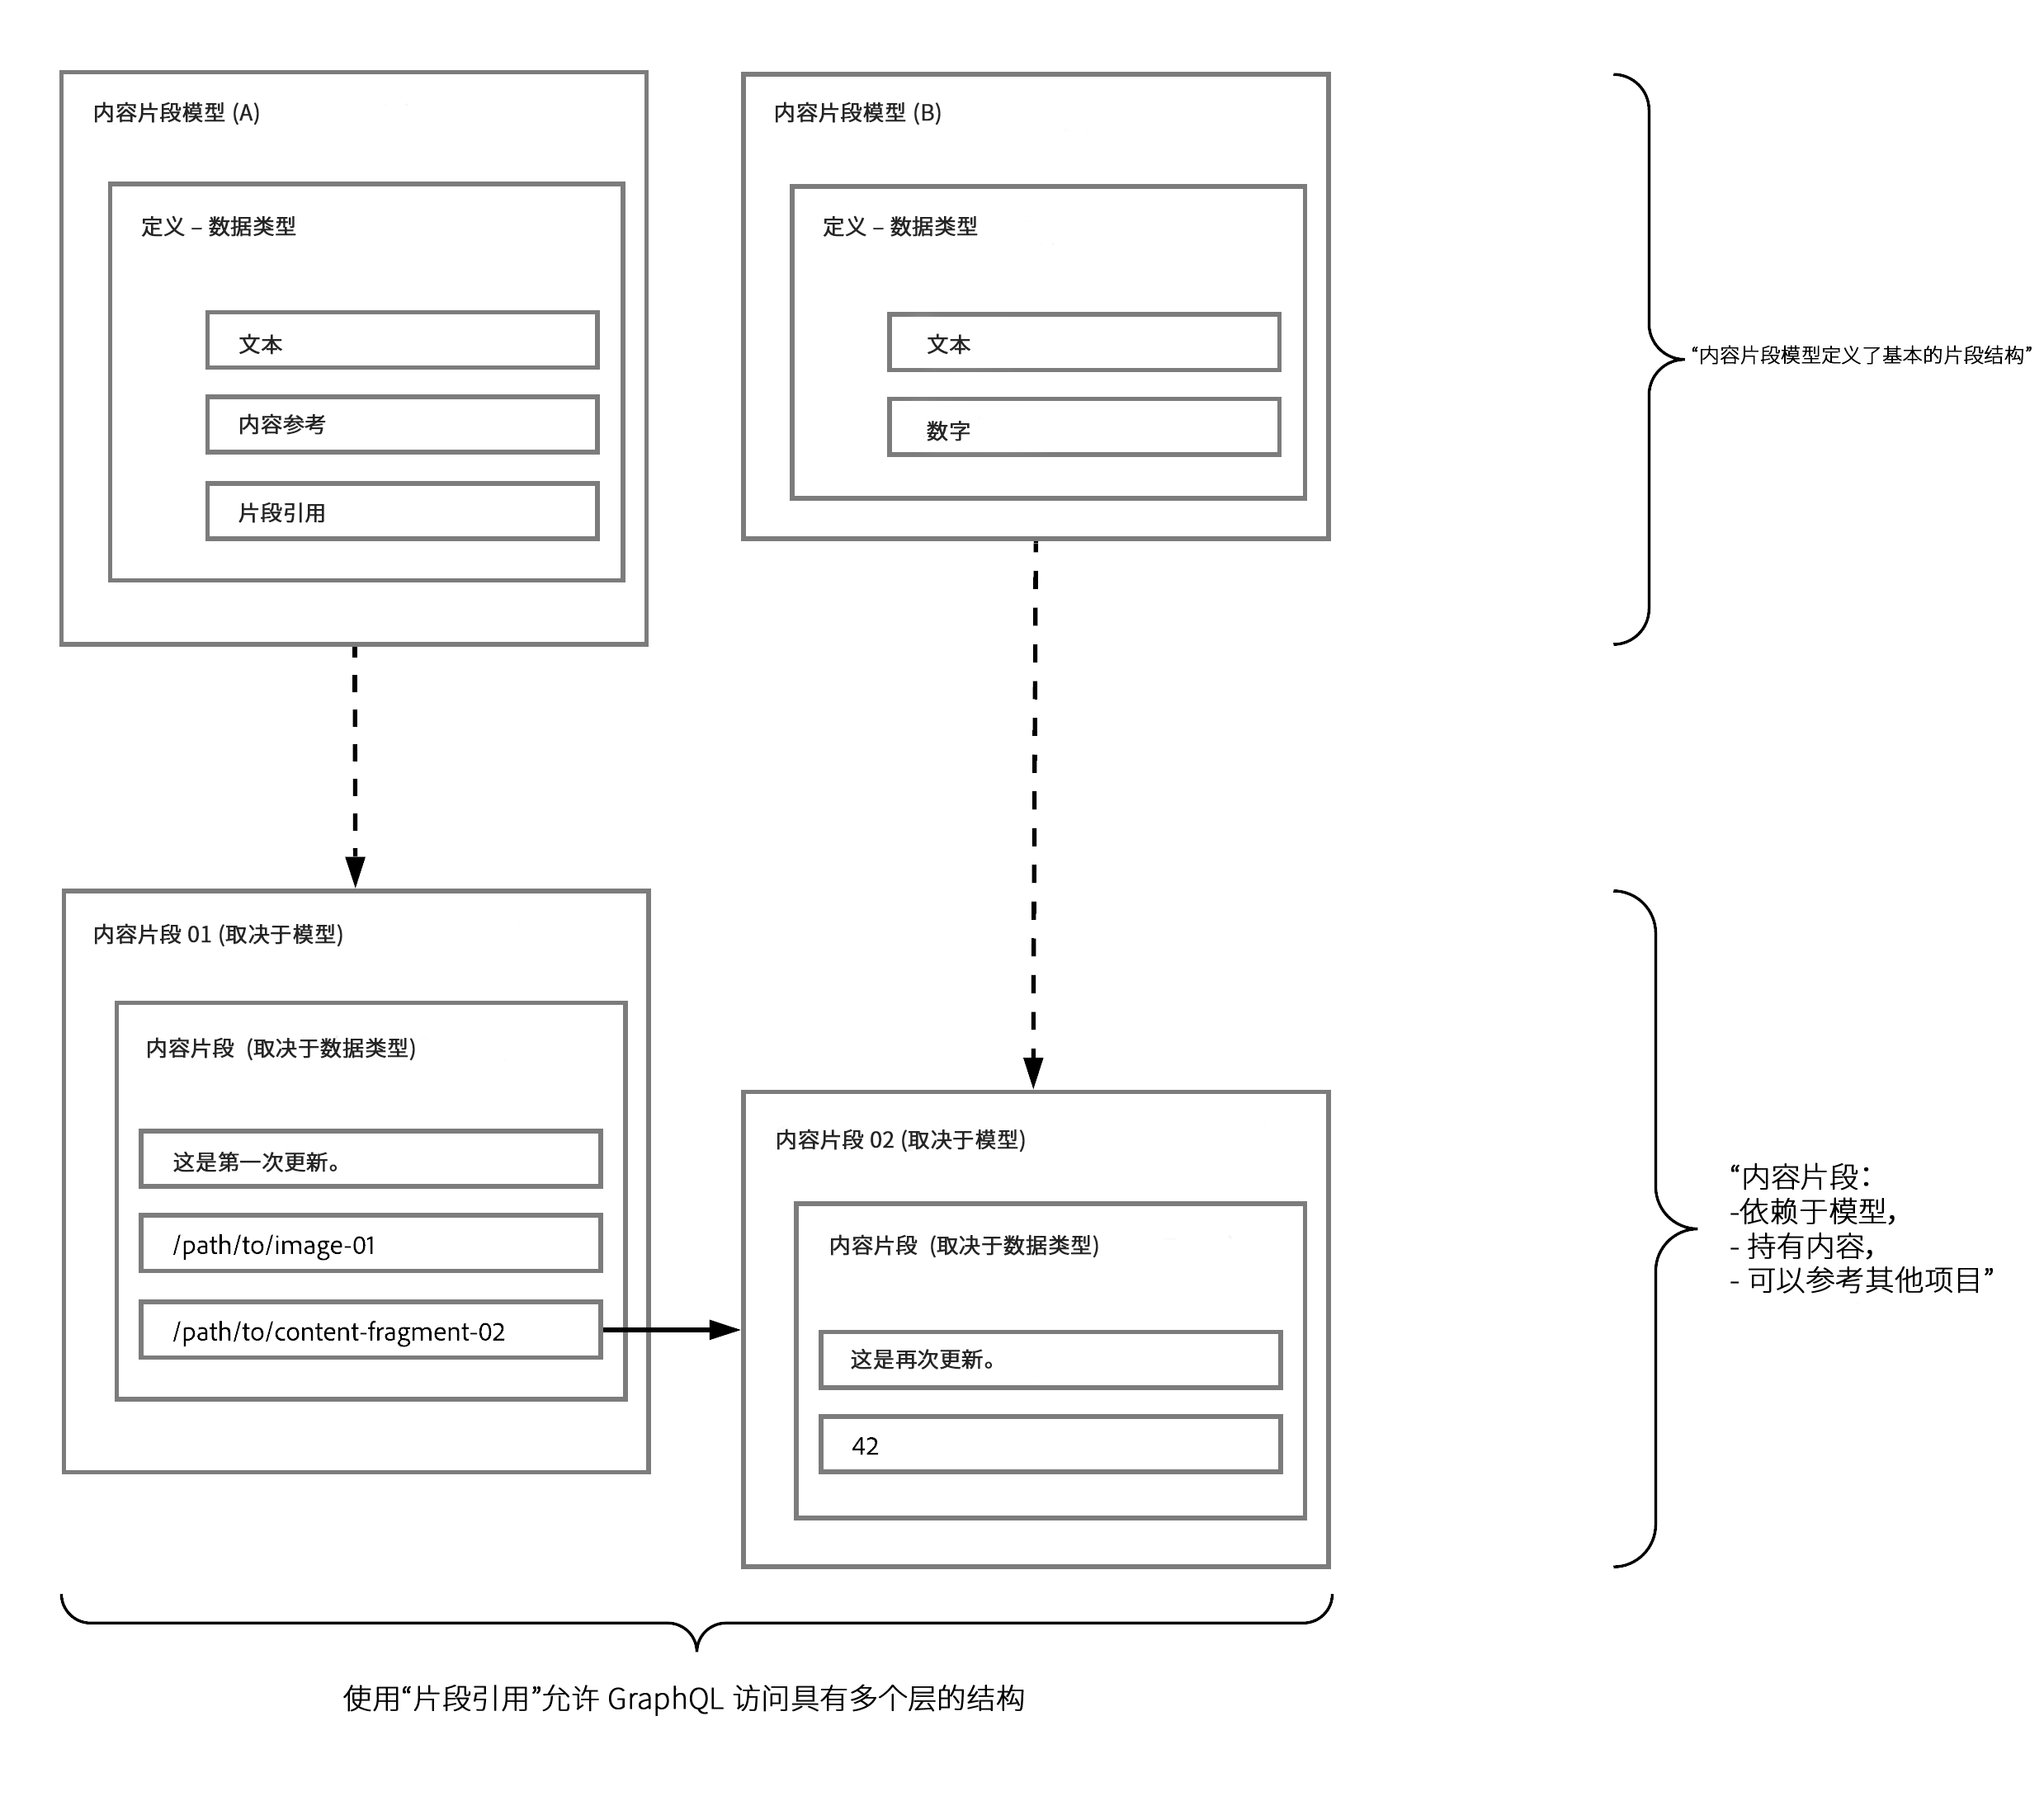 内容片段模型 (A)
定义 – 数据类型
文本
内容参考
片段引用
内容片段模型 (B)
定义 – 数据类型
文本
数字
“内容片段模型定义了基本的片段结构”
内容片段 01 (取决于模型)
内容片段 (取决于数据类型)
这是第一次更新。
/path/to/image-01
/path/to/content-fragment-02
内容片段 02 (取决于模型)
内容片段 (取决于数据类型)
这是再次更新。
42
“内容片段：
-依赖于模型，
- 持有内容，
- 可以参考其他项目”
使用“片段引用”允许 GraphQL 访问具有多个层的结构